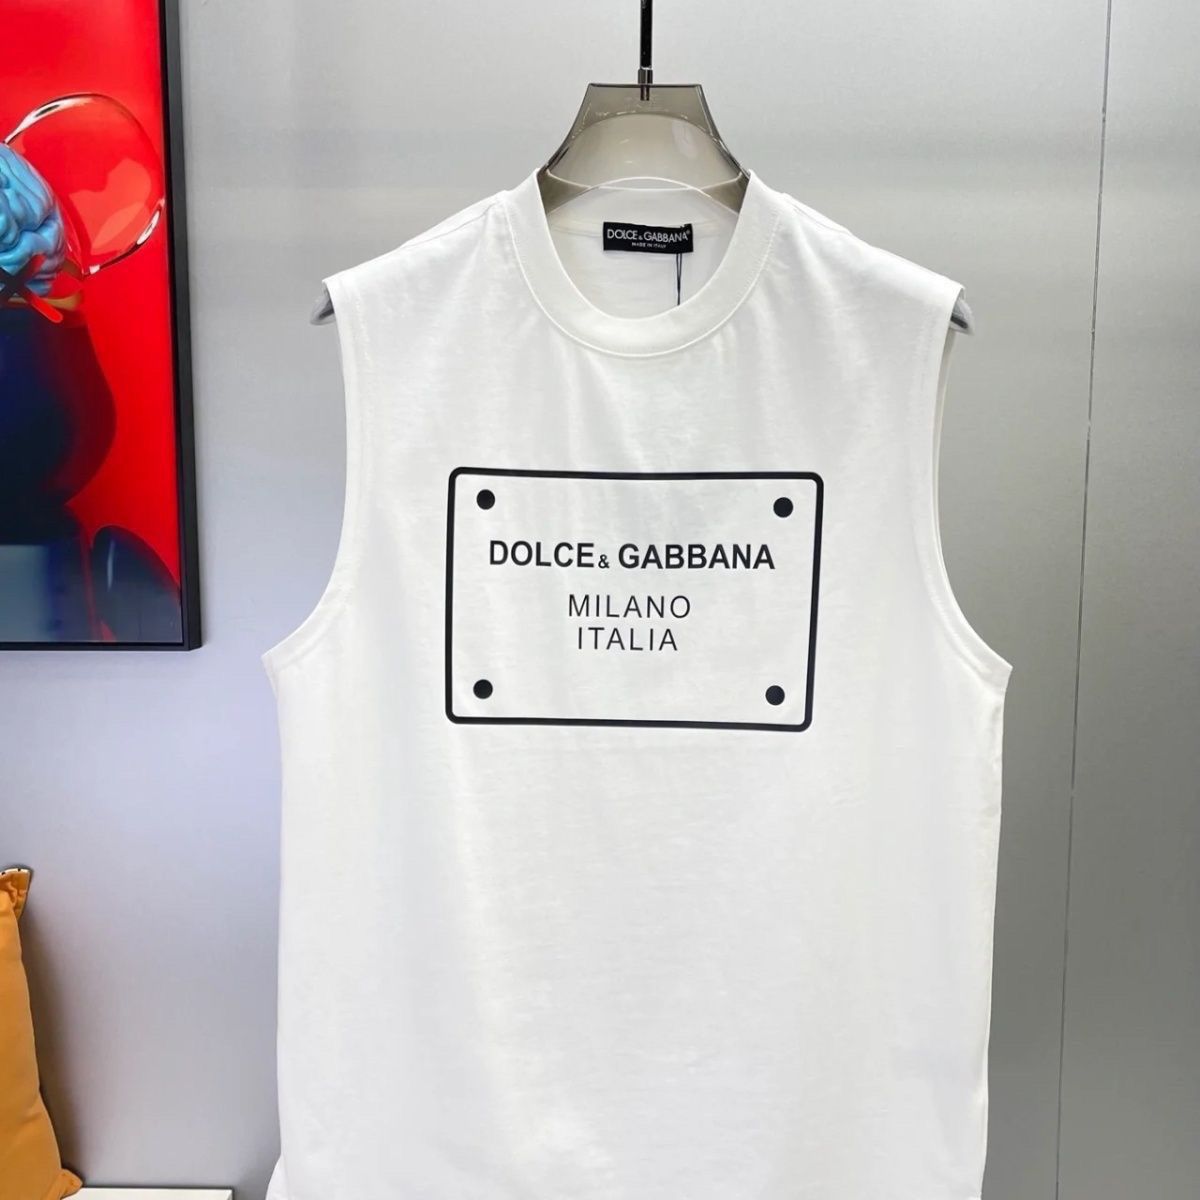 DOLCE & GABBANA®
MADE IN ITALY
DOLCE & GABBANA
MILANO
ITALIA